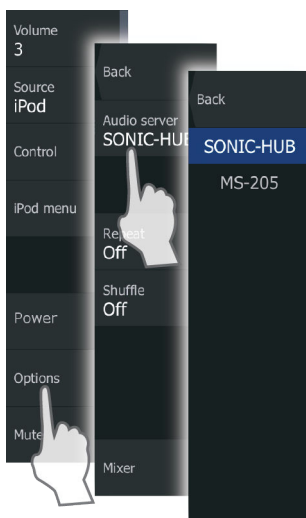 Volume
3
Source
iPod
Control
iPod menu
Power
Options
Mute
Back
Audio server
SONIC-HUB
Repeat
Off
Shuffle
Off
Mixer
Back
SONIC-HUB
MS-205